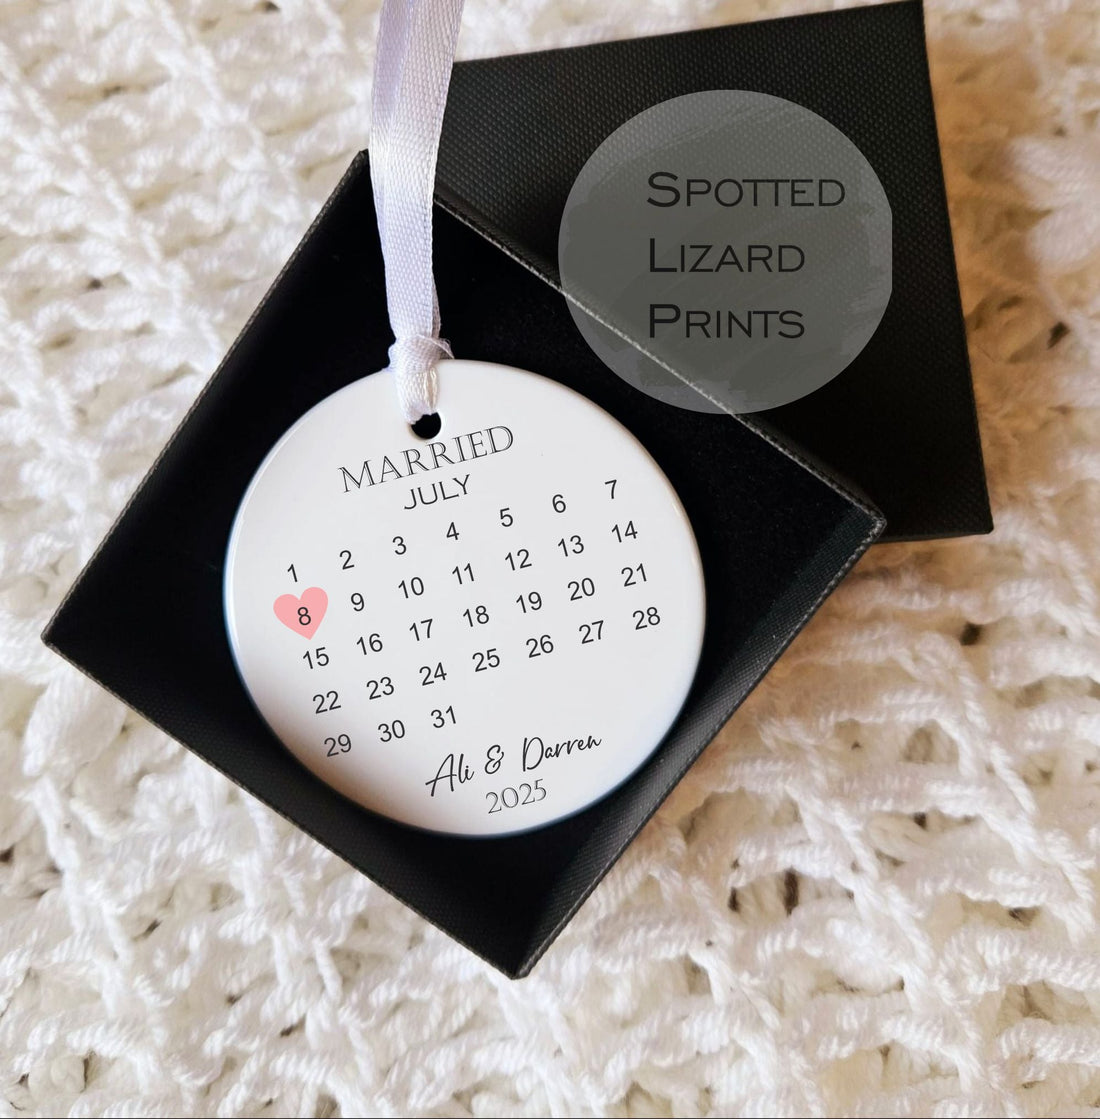 SPOTTED
LIZARD
PRINTS
MARRIED
JULY
1 2 3 4 5 6 7
8 9 10 11 12 13 14
15 16 17 18 19 20 21
22 23 24 25 26 27 28
29 30 31
Ali & Darren
2025